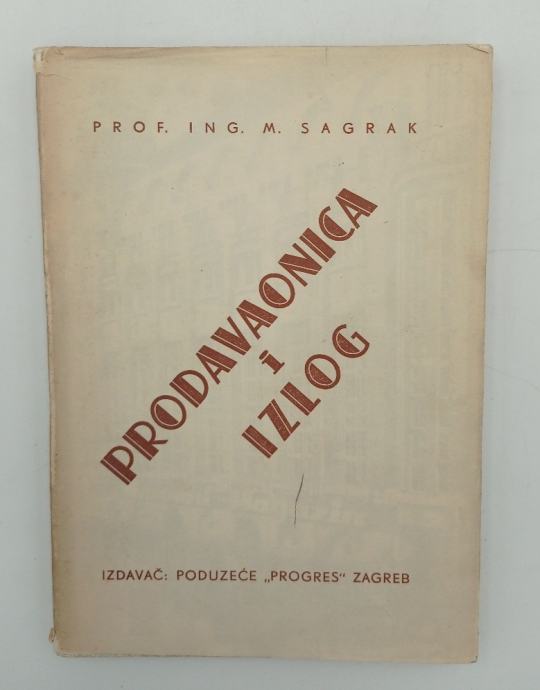 PROF. ING. M. SAGRAK
PRODAVAONICA
i
IZLOG
IZDAVAČ: PODUZEĆE „PROGRES“ ZAGREB